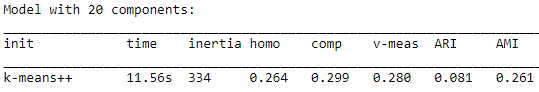 Model with 20 components:
init time inertia homo comp v-meas ARI AMI
k-means++ 11.56s 334 0.264 0.299 0.280 0.081 0.261